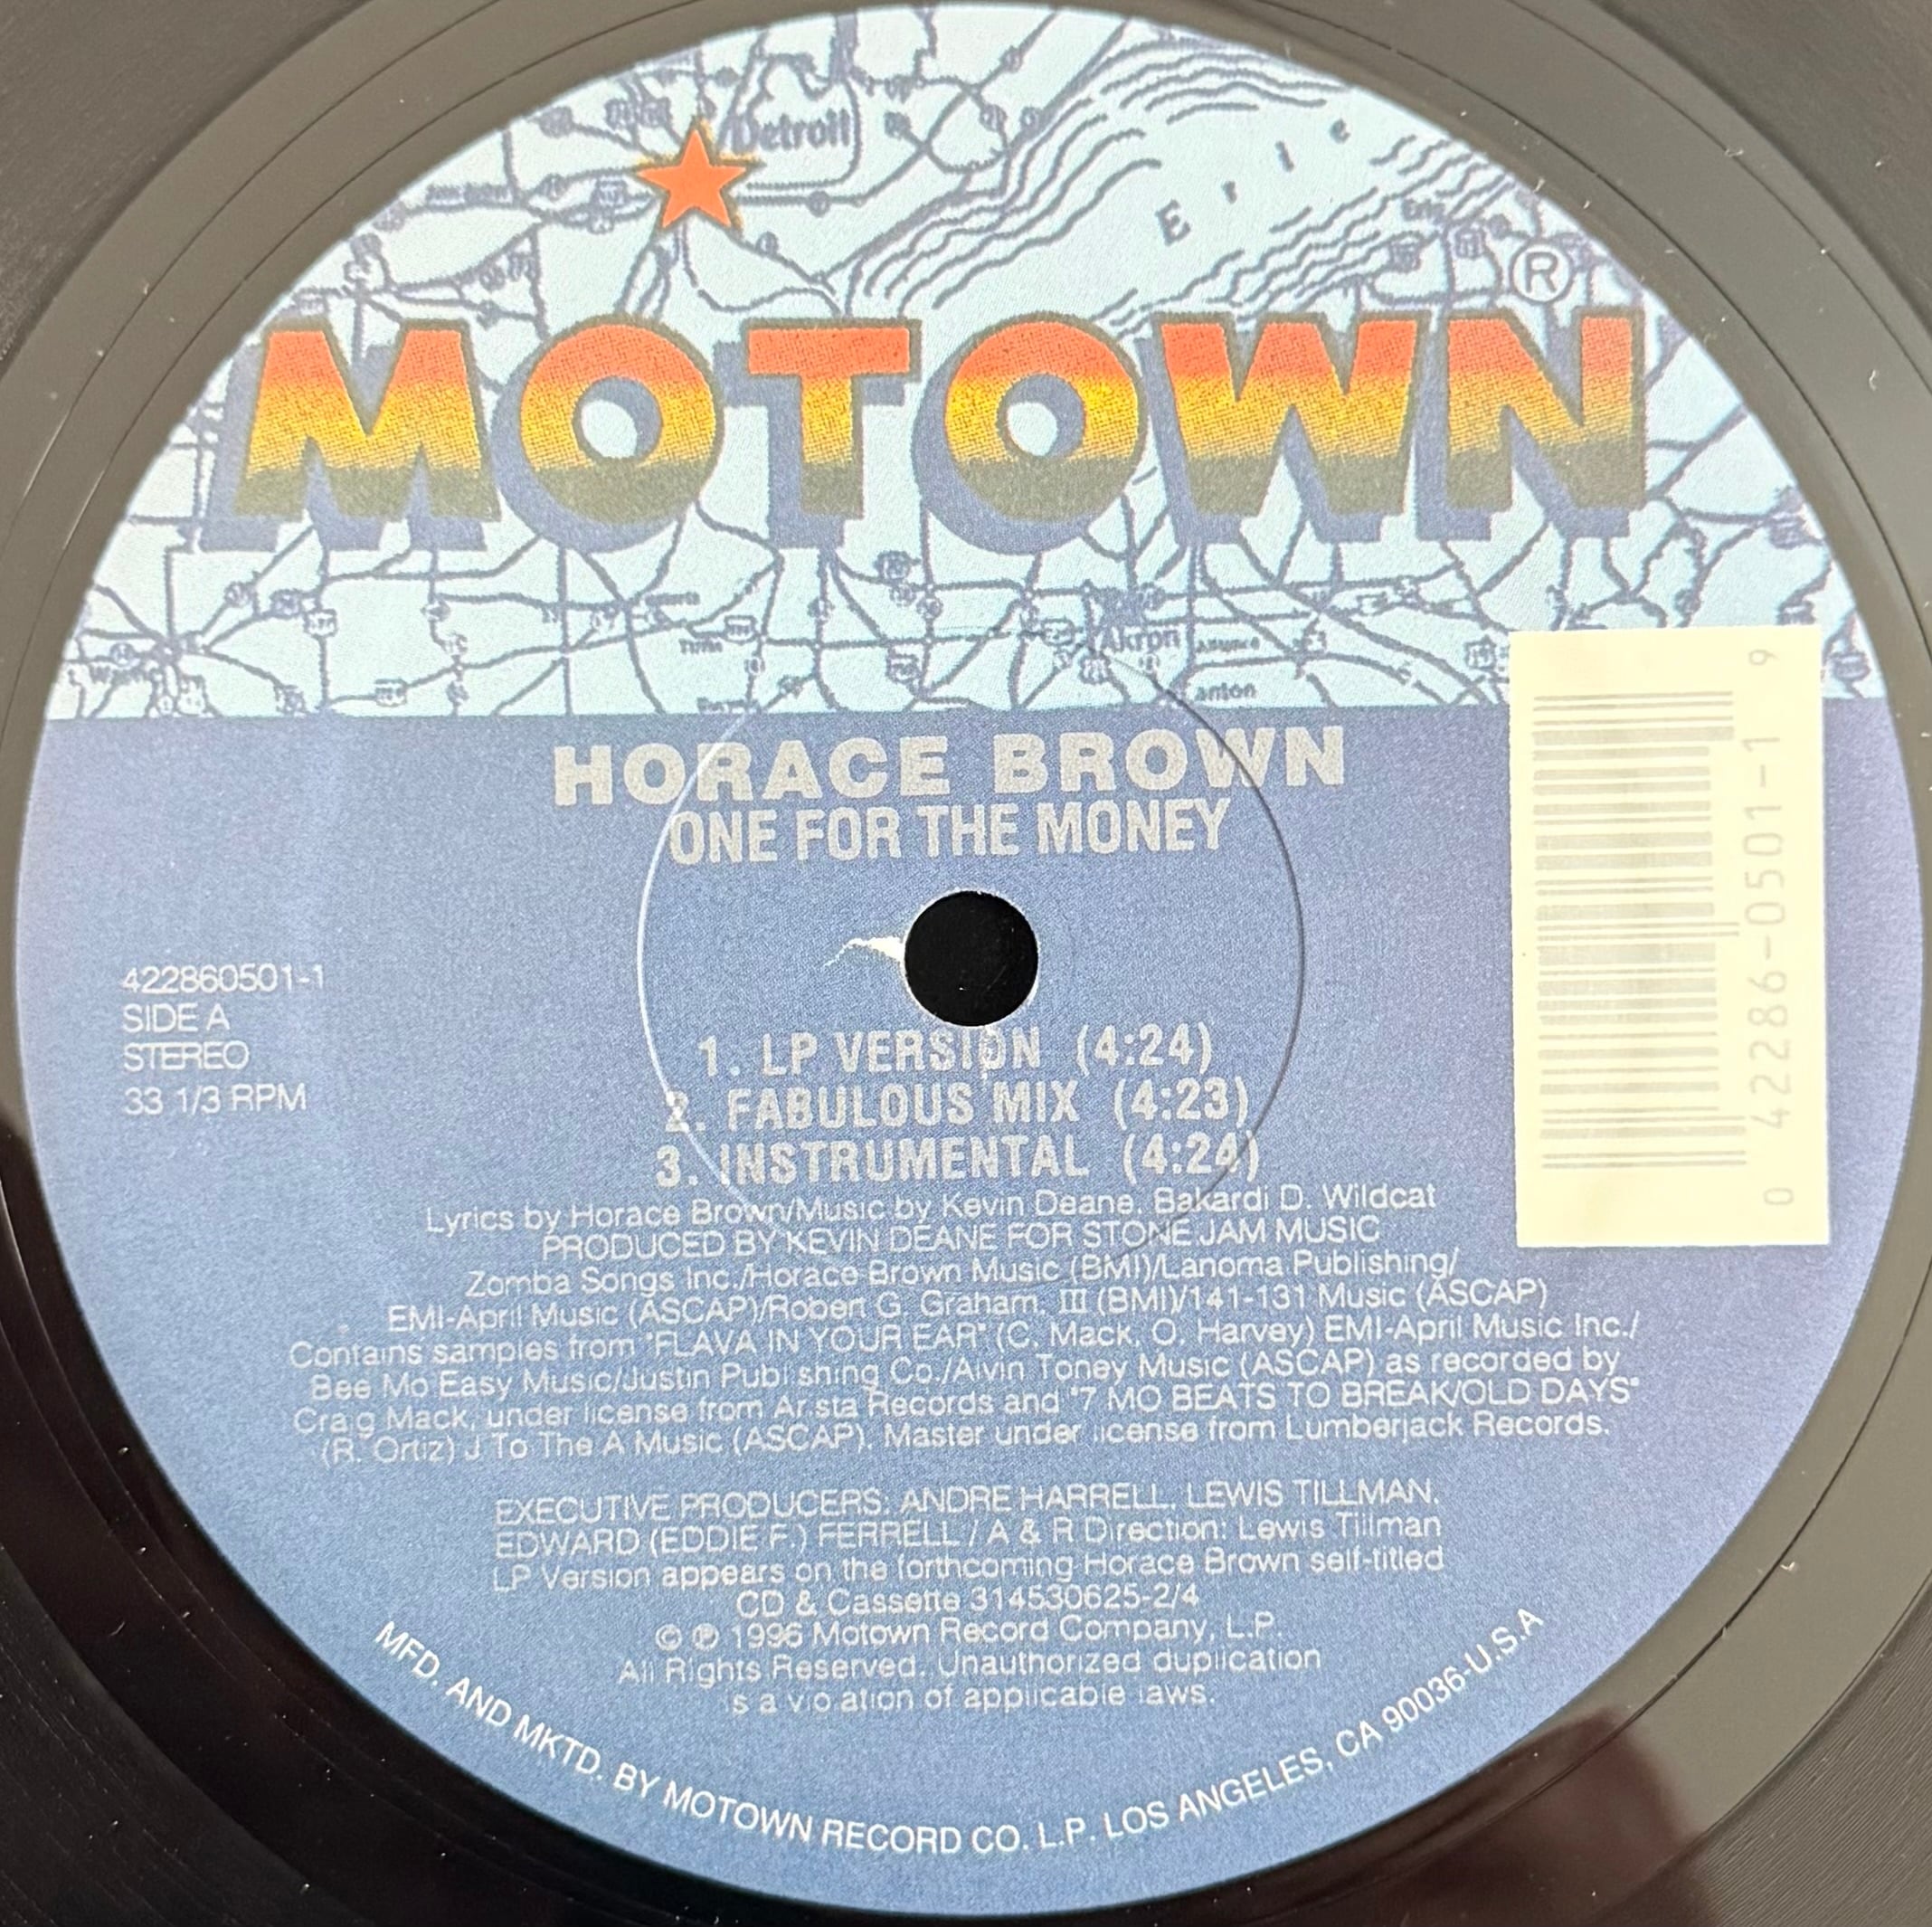 Detroit
Erie
®
MOTOWN
Akron
anton
HORACE BROWN
ONE FOR THE MONEY
0 42286-0501-1 9
422860501-1
SIDE A
STEREO
33 1/3 RPM
1. LP VERSION (4:24)
2. FABULOUS MIX (4:23)
3. INSTRUMENTAL (4:24)
Lyrics by Horace Brown/Music by Kevin Deane, Bakardi D. Wildcat
PRODUCED BY KEVIN DEANE FOR STONE JAM MUSIC
Zomba Songs Inc./Horace Brown Music (BMI)/Lanoma Publishing/
EMI-April Music (ASCAP)/Robert G. Graham, III (BMI)/141-131 Music (ASCAP)
Contains samples from "FLAVA IN YOUR EAR" (C. Mack, O. Harvey) EMI-April Music Inc./
Bee Mo Easy Music/Justin Publishing Co./Alvin Toney Music (ASCAP) as recorded by
Craig Mack, under license from Arista Records and "7 MO BEATS TO BREAK/OLD DAYS"
(R. Ortiz) J To The A Music (ASCAP). Master under license from Lumberjack Records.
EXECUTIVE PRODUCERS: ANDRE HARRELL, LEWIS TILLMAN,
EDWARD (EDDIE F.) FERRELL / A & R Direction: Lewis Tillman
LP Version appears on the forthcoming Horace Brown self-titled
CD & Cassette 314530625-2/4
© ℗ 1996 Motown Record Company, L.P.
All Rights Reserved. Unauthorized duplication
is a violation of applicable laws.
MFD. AND MKTD. BY MOTOWN RECORD CO. L.P. LOS ANGELES, CA 90036-U.S.A